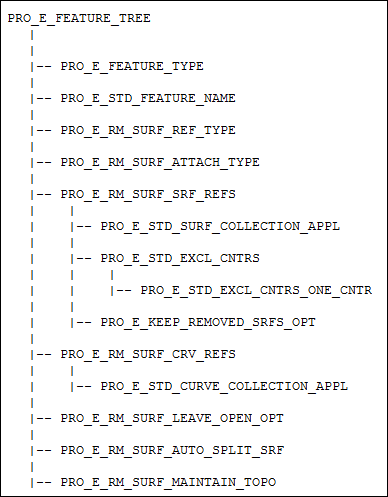 PRO_E_FEATURE_TREE
|-- PRO_E_FEATURE_TYPE
|-- PRO_E_STD_FEATURE_NAME
|-- PRO_E_RM_SURF_REF_TYPE
|-- PRO_E_RM_SURF_ATTACH_TYPE
|-- PRO_E_RM_SURF_SRF_REFS
|-- PRO_E_STD_SURF_COLLECTION_APPL
|-- PRO_E_STD_EXCL_CNTRS
|-- PRO_E_STD_EXCL_CNTRS_ONE_CNTR
|-- PRO_E_KEEP_REMOVED_SRFS_OPT
|-- PRO_E_RM_SURF_CRV_REFS
|-- PRO_E_STD_CURVE_COLLECTION_APPL
|-- PRO_E_RM_SURF_LEAVE_OPEN_OPT
|-- PRO_E_RM_SURF_AUTO_SPLIT_SRF
|-- PRO_E_RM_SURF_MAINTAIN_TOPO